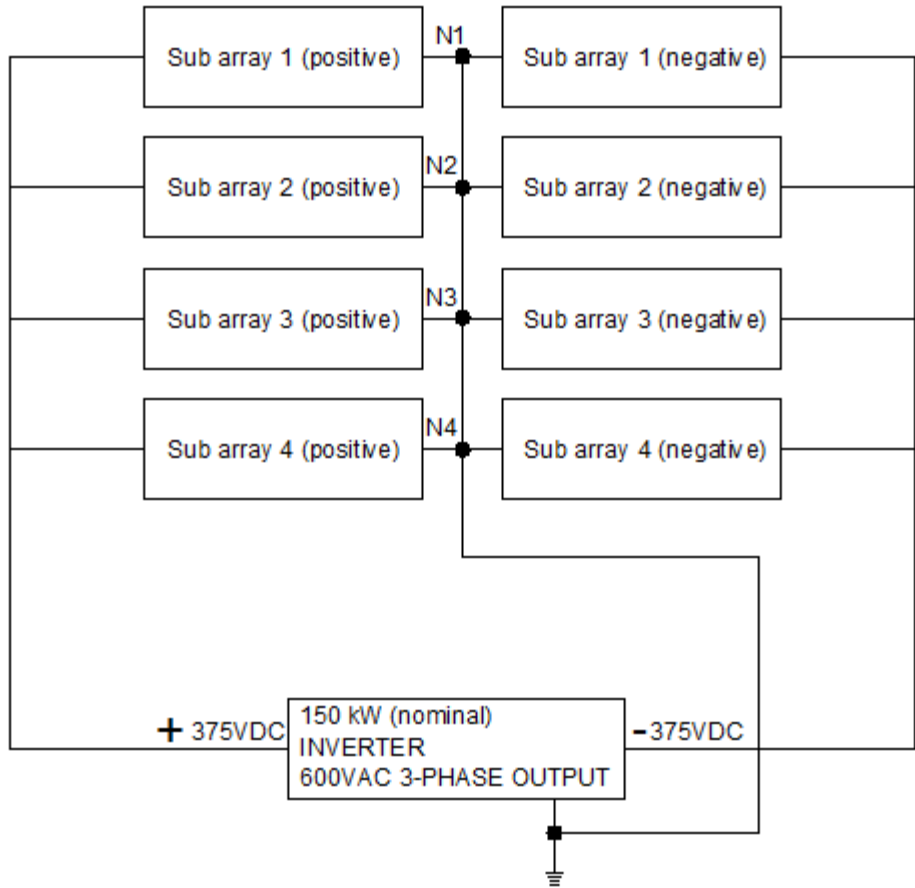 N1
Sub array 1 (positive)
Sub array 1 (negative)
N2
Sub array 2 (positive)
Sub array 2 (negative)
N3
Sub array 3 (positive)
Sub array 3 (negative)
N4
Sub array 4 (positive)
Sub array 4 (negative)
+ 375VDC
150 kW (nominal)
INVERTER
600VAC 3-PHASE OUTPUT
-375VDC